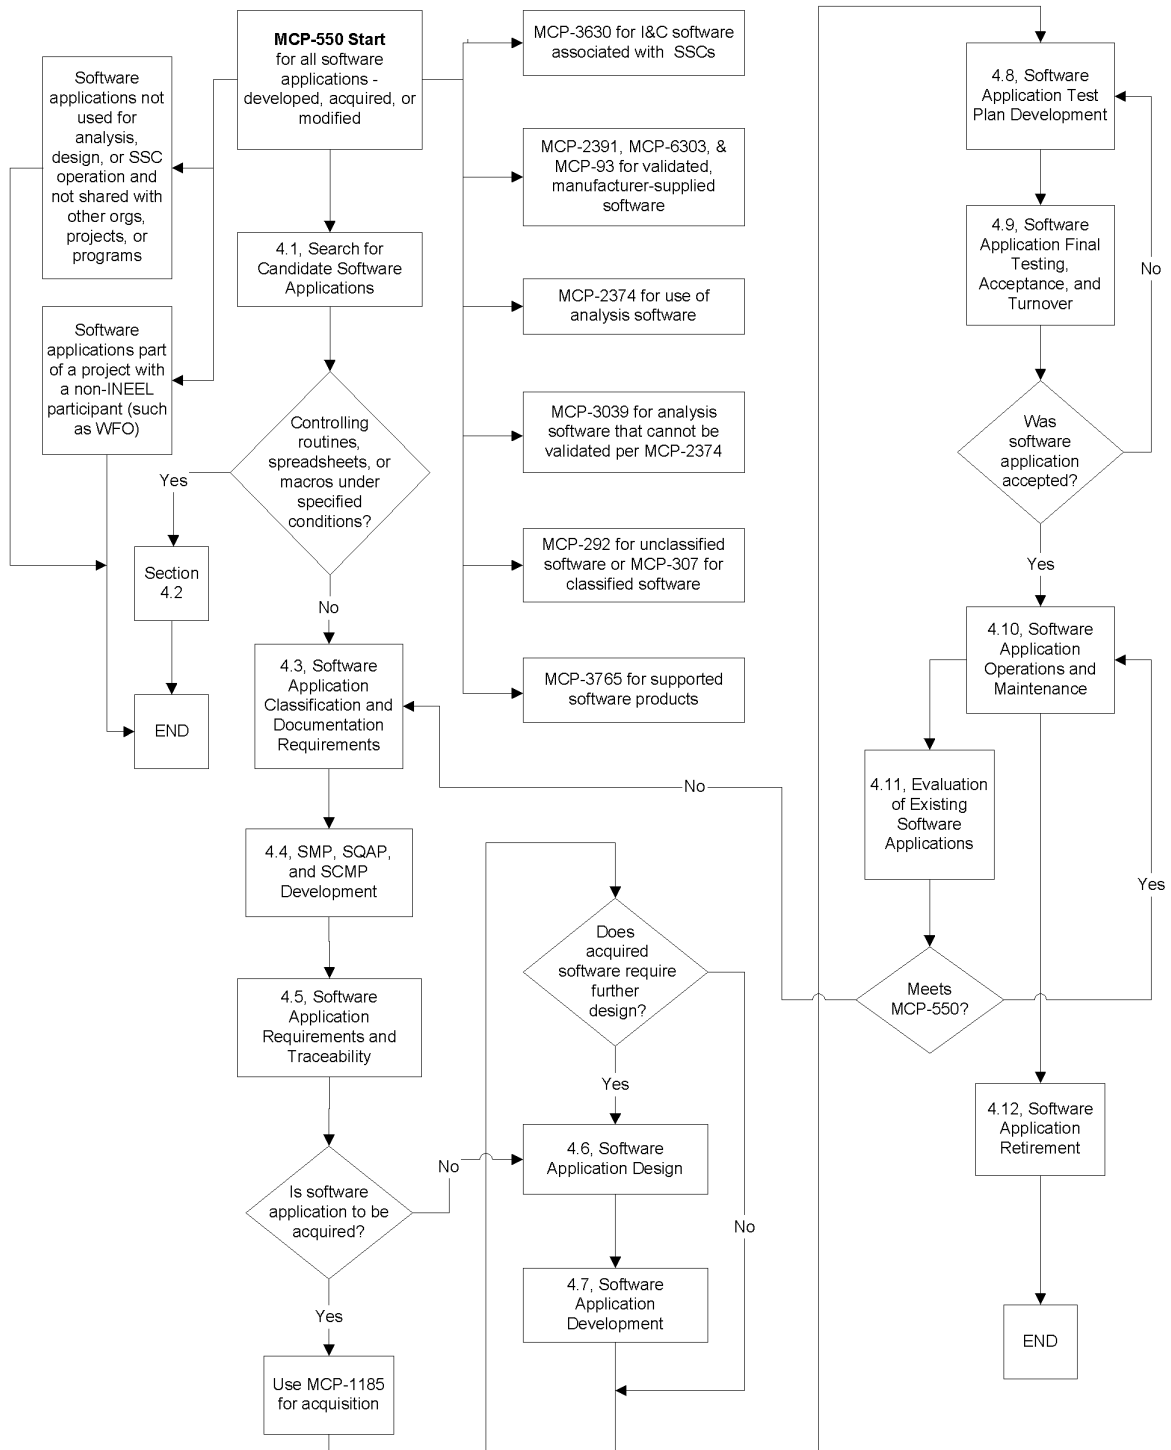 MCP-550 Start
for all software
applications -
developed, acquired, or
modified
Software
applications not
used for
analysis,
design, or SSC
operation and
not shared with
other orgs,
projects, or
programs
Software
applications part
of a project with
a non-INEEL
participant (such
as WFO)
4.1, Search for
Candidate Software
Applications
Controlling
routines,
spreadsheets, or
macros under
specified
conditions?
Yes
Section
4.2
END
No
4.3, Software
Application
Classification and
Documentation
Requirements
4.4, SMP, SQAP,
and SCMP
Development
4.5, Software
Application
Requirements and
Traceability
Is software
application to be
acquired?
No
Yes
Use MCP-1185
for acquisition
MCP-3630 for I&C software
associated with SSCs
MCP-2391, MCP-6303, &
MCP-93 for validated,
manufacturer-supplied
software
MCP-2374 for use of
analysis software
MCP-3039 for analysis
software that cannot be
validated per MCP-2374
MCP-292 for unclassified
software or MCP-307 for
classified software
MCP-3765 for supported
software products
No
Does
acquired
software require
further
design?
Yes
4.6, Software
Application Design
No
4.7, Software
Application
Development
4.8, Software
Application Test
Plan Development
4.9, Software
Application Final
Testing,
Acceptance, and
Turnover
No
Was
software
application
accepted?
Yes
4.10, Software
Application
Operations and
Maintenance
4.11, Evaluation
of Existing
Software
Applications
Yes
Meets
MCP-550?
4.12, Software
Application
Retirement
END